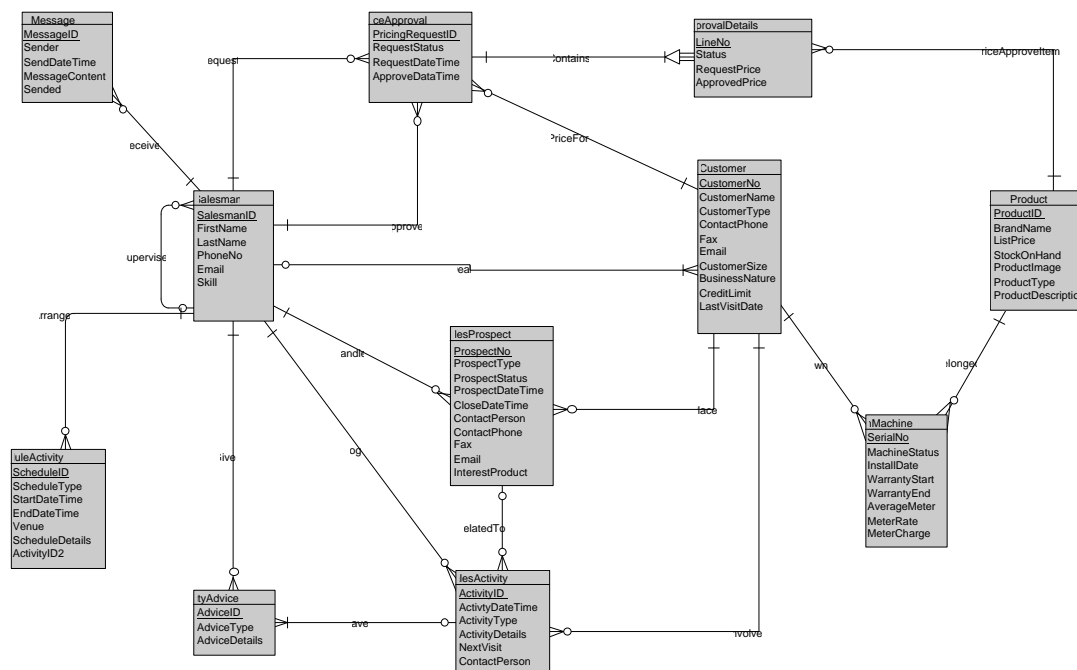 Message
MessageID
Sender
SendDateTime
MessageContent
Sended
ceApproval
PricingRequestID
RequestStatus
RequestDateTime
ApproveDataTime
provalDetails
LineNo
Status
RequestPrice
ApprovedPrice
equest
ontains
riceApproveItem
eceive
PriceFor
Salesman
SalesmanID
FirstName
LastName
PhoneNo
Email
Skill
upervise
pprove
ea
Customer
CustomerNo
CustomerName
CustomerType
ContactPhone
Fax
Email
CustomerSize
BusinessNature
CreditLimit
LastVisitDate
Product
ProductID
BrandName
ListPrice
StockOnHand
ProductImage
ProductType
ProductDescriptio
rrange
andle
lesProspect
ProspectNo
ProspectType
ProspectStatus
ProspectDateTime
CloseDateTime
ContactPerson
ContactPhone
Fax
Email
InterestProduct
lace
wn
elonge
Machine
SerialNo
MachineStatus
InstallDate
WarrantyStart
WarrantyEnd
AverageMeter
MeterRate
MeterCharge
uleActivity
ScheduleID
ScheduleType
StartDateTime
EndDateTime
Venue
ScheduleDetails
ActivityID2
ive
og
elatedTo
tyAdvice
AdviceID
AdviceType
AdviceDetails
ave
lesActivity
ActivityID
ActivtyDateTime
ActivityType
ActivityDetails
NextVisit
ContactPerson
nvolve